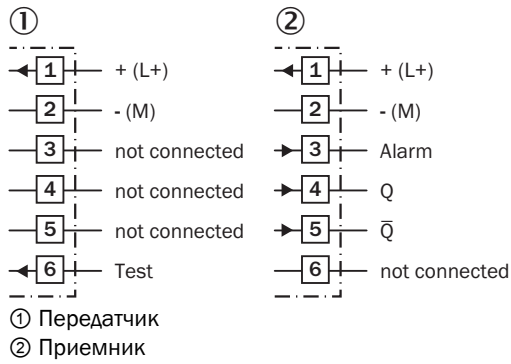 ① ②
1 + (L+) 1 + (L+)
2 - (M) 2 - (M)
3 not connected 3 Alarm
4 not connected 4 Q
5 not connected 5 Q̅
6 Test 6 not connected
① Передатчик
② Приемник